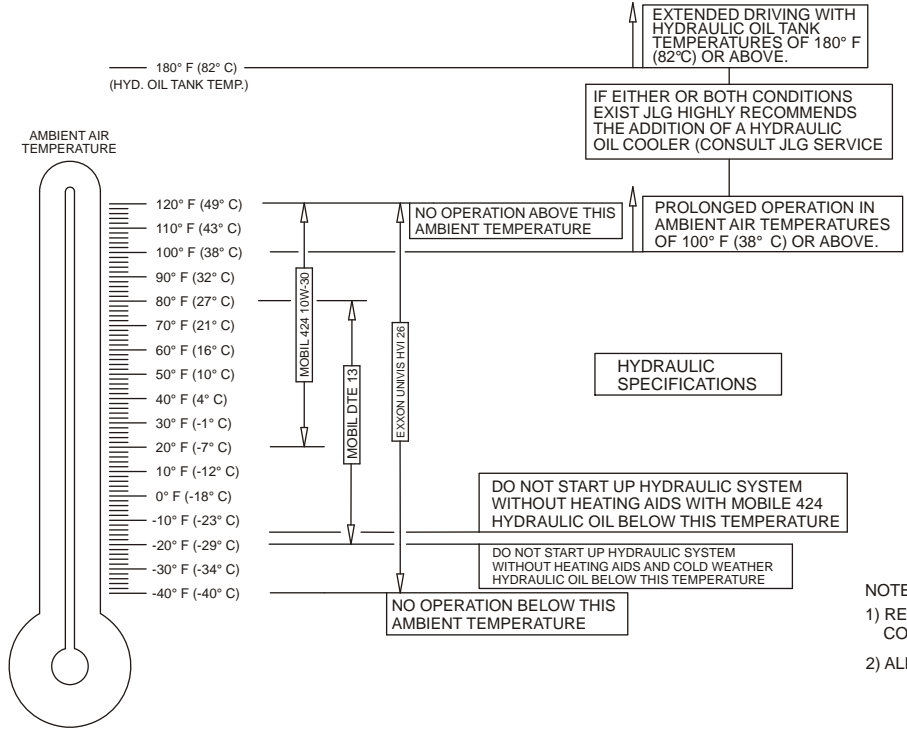 EXTENDED DRIVING WITH
HYDRAULIC OIL TANK
TEMPERATURES OF 180° F
(82°C) OR ABOVE.
180° F (82° C)
(HYD. OIL TANK TEMP.)
IF EITHER OR BOTH CONDITIONS
EXIST JLG HIGHLY RECOMMENDS
THE ADDITION OF A HYDRAULIC
OIL COOLER (CONSULT JLG SERVICE
AMBIENT AIR
TEMPERATURE
120° F (49° C)
110° F (43° C)
100° F (38° C)
90° F (32° C)
80° F (27° C)
70° F (21° C)
60° F (16° C)
50° F (10° C)
40° F (4° C)
30° F (-1° C)
20° F (-7° C)
10° F (-12° C)
0° F (-18° C)
-10° F (-23° C)
-20° F (-29° C)
-30° F (-34° C)
-40° F (-40° C)
MOBIL 424 10W-30
MOBIL DTE 13
EXXON UNIVIS HVI 26
NO OPERATION ABOVE THIS
AMBIENT TEMPERATURE
PROLONGED OPERATION IN
AMBIENT AIR TEMPERATURES
OF 100° F (38° C) OR ABOVE.
HYDRAULIC
SPECIFICATIONS
DO NOT START UP HYDRAULIC SYSTEM
WITHOUT HEATING AIDS WITH MOBILE 424
HYDRAULIC OIL BELOW THIS TEMPERATURE
DO NOT START UP HYDRAULIC SYSTEM
WITHOUT HEATING AIDS AND COLD WEATHER
HYDRAULIC OIL BELOW THIS TEMPERATURE
NO OPERATION BELOW THIS
AMBIENT TEMPERATURE
NOTE
1) RE
CO
2) AL